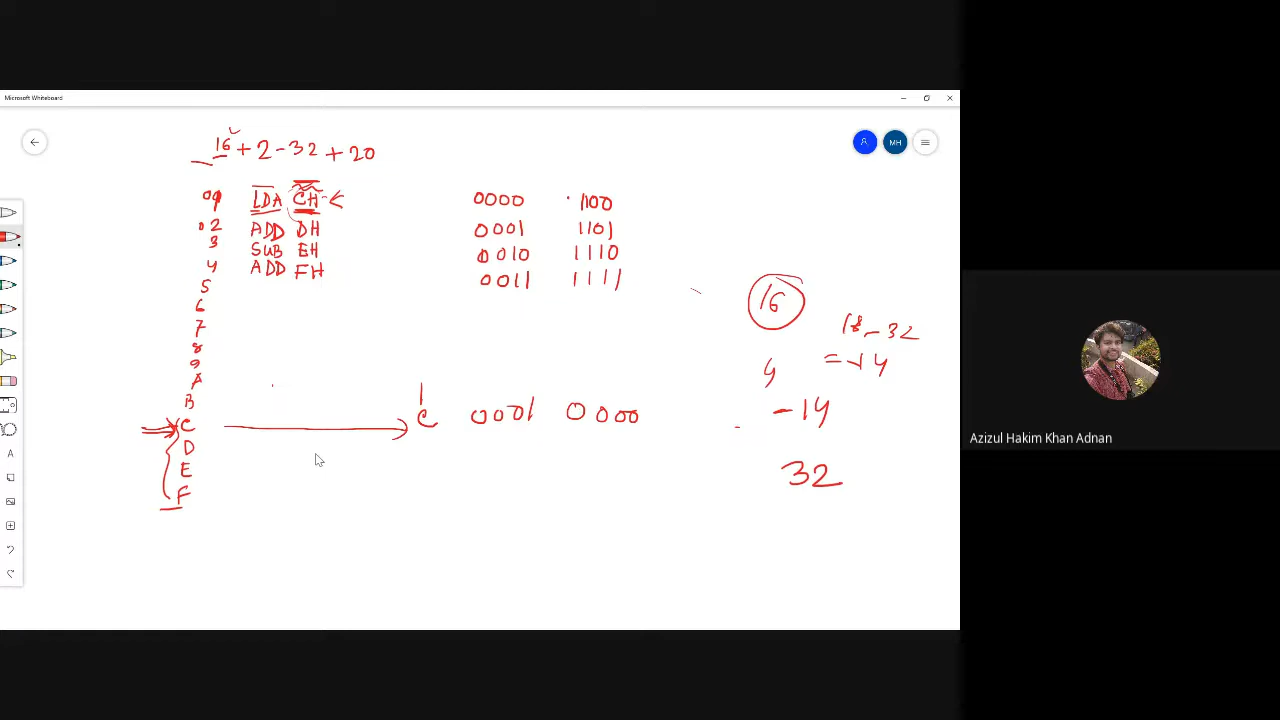 Microsoft Whiteboard
MH
16 + 2 - 32 + 20
LDA CH 0000 1100
02 ADD DH 0001 1101
3 SUB EH 0010 1110
4 ADD FH 0011 1111
5
6
16
7
18 - 32
8
= -14
9
A
B
-14
C C 0001 0000
D
Azizul Hakim Khan Adnan
E
32
F